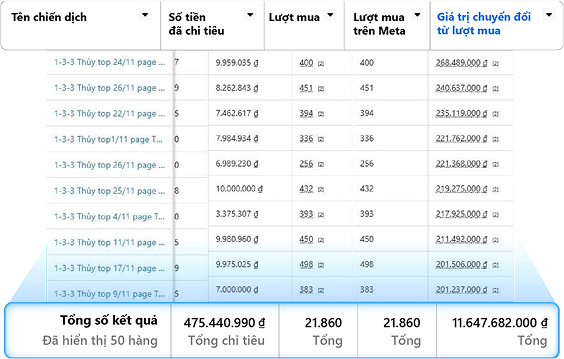 Tên chiến dịch
Số tiền
đã chi tiêu
Lượt mua
Lượt mua
trên Meta
Giá trị chuyển đổi
từ lượt mua
1-3-3 Thủy top 24/11 page ... 7 9.959.035 ₫ 400 [2] 400 268.489.000 ₫ [2]
1-3-3 Thủy top 26/11 page ... 9 8.262.843 ₫ 451 [2] 451 240.637.000 ₫ [2]
1-3-3 Thủy top 22/11 page ... 5 7.462.617 ₫ 394 [2] 394 235.119.000 ₫ [2]
1-3-3 Thủy top1/11 page T... 0 7.984.934 ₫ 336 [2] 336 221.762.000 ₫ [2]
1-3-3 Thủy top 26/11 page ... 0 6.989.230 ₫ 256 [2] 256 221.368.000 ₫ [2]
1-3-3 Thủy top 25/11 page ... 8 10.000.000 ₫ 432 [2] 432 219.275.000 ₫ [2]
1-3-3 Thủy top 4/11 page T... 0 3.375.307 ₫ 393 [2] 393 217.925.000 ₫ [2]
1-3-3 Thủy top 11/11 page ... 5 9.980.960 ₫ 450 [2] 450 211.492.000 ₫ [2]
1-3-3 Thủy top 17/11 page ... 9 9.975.025 ₫ 498 [2] 498 201.506.000 ₫ [2]
1-3-3 Thủy top 9/11 page T... 5 7.000.000 ₫ 383 [2] 383 201.237.000 ₫ [2]
Tổng số kết quả 475.440.990 ₫ 21.860 21.860 11.647.682.000 ₫
Đã hiển thị 50 hàng Tổng chi tiêu Tổng Tổng Tổng